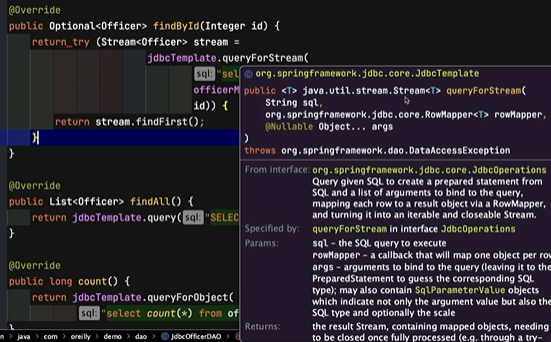 @Override
public Optional<Officer> findById(Integer id) {
return try (Stream<Officer> stream =
jdbcTemplate.queryForStream(
sql: "sel
officerM
id)) {
return stream.findFirst();
}
}
@Override
public List<Officer> findAll() {
return jdbcTemplate.query( sql: "SELEC
}
@Override
public long count() {
return jdbcTemplate.queryForObject(
sql: "select count(*) from of
org.springframework.jdbc.core.JdbcTemplate
public <T> java.util.stream.Stream<T> queryForStream(
String sql,
org.springframework.jdbc.core.RowMapper<T> rowMapper,
@Nullable Object... args
)
throws org.springframework.dao.DataAccessException
From interface: org.springframework.jdbc.core.JdbcOperations
Query given SQL to create a prepared statement from
SQL and a list of arguments to bind to the query,
mapping each row to a result object via a RowMapper,
and turning it into an iterable and closeable Stream.
Specified by: queryForStream in interface JdbcOperations
Params: sql – the SQL query to execute
rowMapper – a callback that will map one object per row
args – arguments to bind to the query (leaving it to the
PreparedStatement to guess the corresponding SQL
type); may also contain SqlParameterValue objects
which indicate not only the argument value but also the
SQL type and optionally the scale
Returns: the result Stream, containing mapped objects, needing
to be closed once fully processed (e.g. through a try-
n › java › com › oreilly › demo › dao › JdbcOfficerDAO